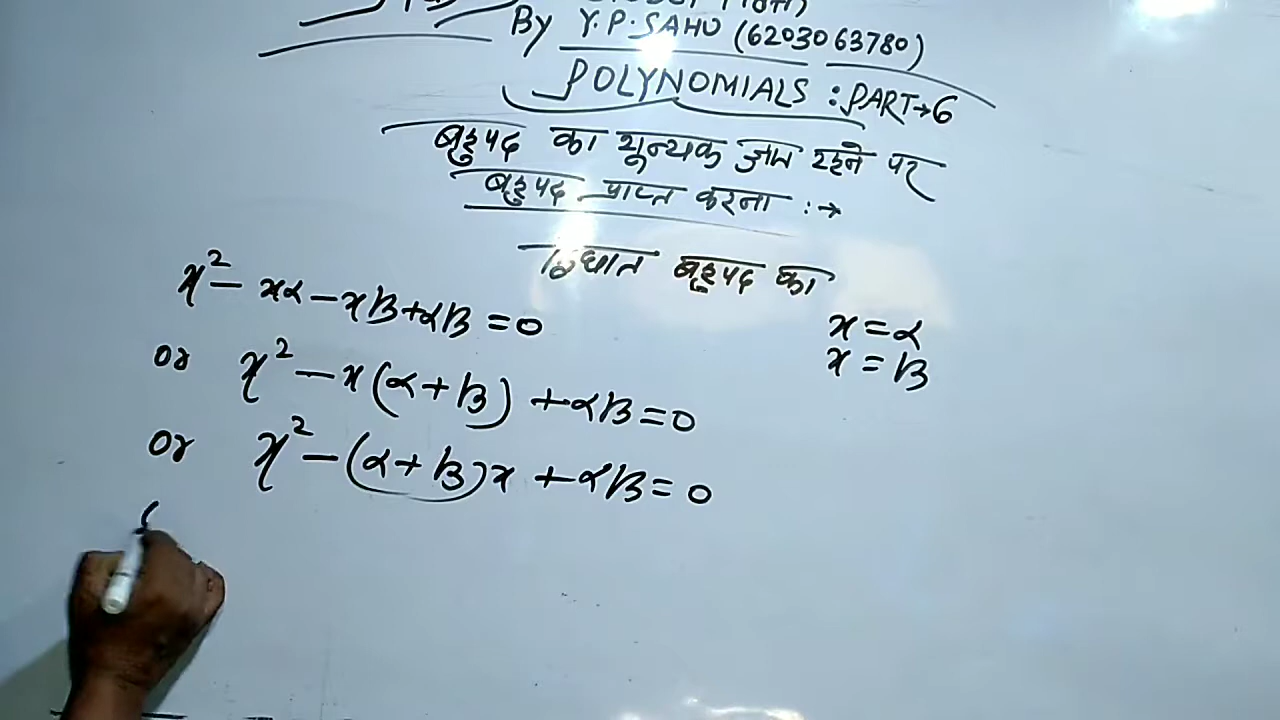 By Y.P. SAHU (6203063780)
POLYNOMIALS : PART→6
बहुपद का शून्यक ज्ञात रहने पर
बहुपद प्राप्त करना :→
द्विघात बहुपद का
x² - xα - xβ + αβ = 0
x = α
x = β
or x² - x(α + β) + αβ = 0
or x² - (α + β)x + αβ = 0